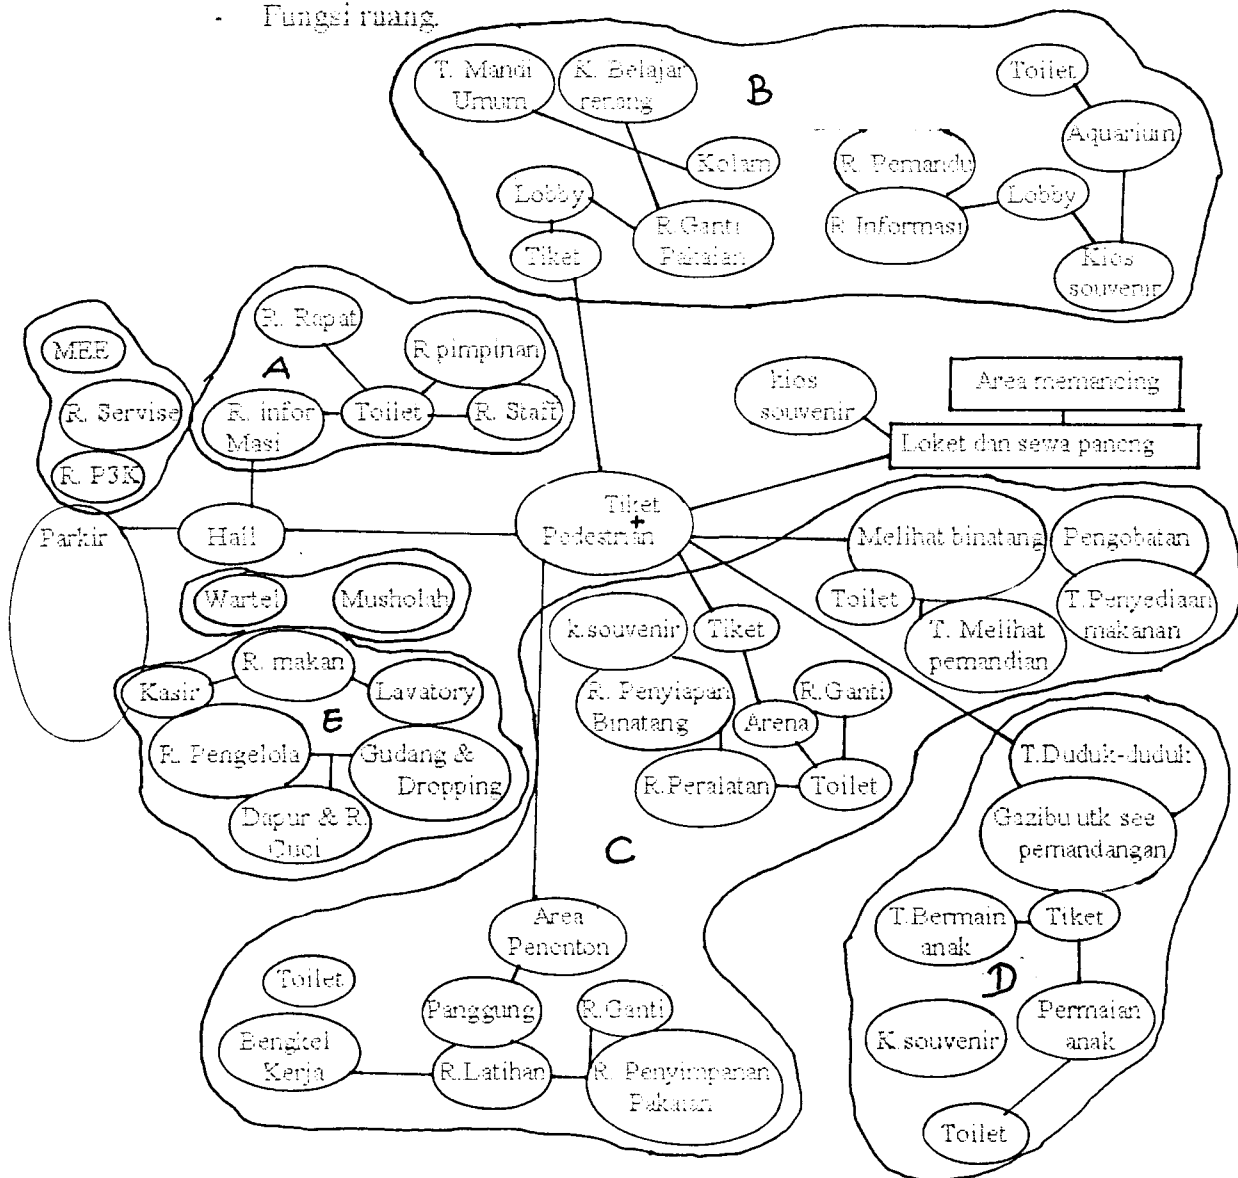 - Fungsi ruang.
T. Mandi
Umum
K. Belajar
renang
B
Toilet
Aquarium
Kolam
R. Pemandu
Lobby
Lobby
R. Informasi
R.Ganti
Pakaian
Tiket
Kios
souvenir
R. Rapat
MEE
R.pimpinan
A
R. Servise
R. infor
Masi
Toilet
R. Staff
R. P3K
kios
souvenir
Area memancing
Loket dan sewa pancng
Parkir
Hall
Tiket
+
Pedestrian
Melihat binatang
Pengobatan
Wartel
Musholah
Toilet
T.Penyediaan
makanan
T. Melihat
pemandian
k.souvenir
Tiket
R. makan
Kasir
Lavatory
E
R. Penyiapan
Binatang
R.Ganti
Arena
R. Pengelola
Gudang &
Dropping
R.Peralatan
Toilet
Dapur & R.
Cuci
C
T.Duduk-duduk
Gazibu utk see
pemandangan
Area
Penonton
T.Bermain
anak
Tiket
D
Toilet
Panggung
R.Ganti
Bengkel
Kerja
R.Latihan
R. Penyimpanan
Pakaian
K.souvenir
Permaian
anak
Toilet